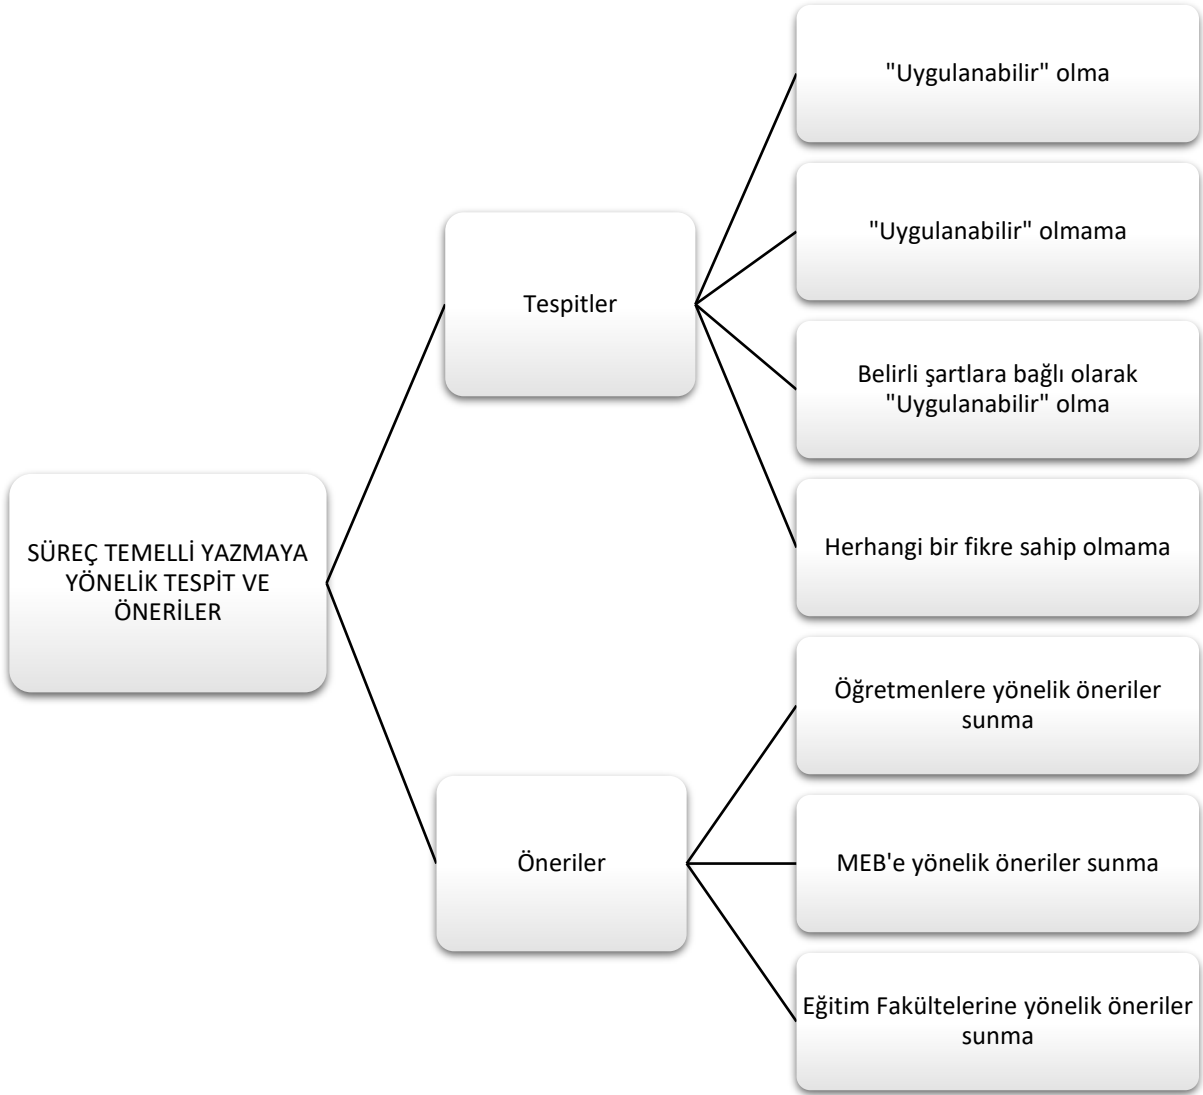 SÜREÇ TEMELLİ YAZMAYA
YÖNELİK TESPİT VE
ÖNERİLER
Tespitler
"Uygulanabilir" olma
"Uygulanabilir" olmama
Belirli şartlara bağlı olarak
"Uygulanabilir" olma
Herhangi bir fikre sahip olmama
Öneriler
Öğretmenlere yönelik öneriler
sunma
MEB'e yönelik öneriler sunma
Eğitim Fakültelerine yönelik öneriler
sunma